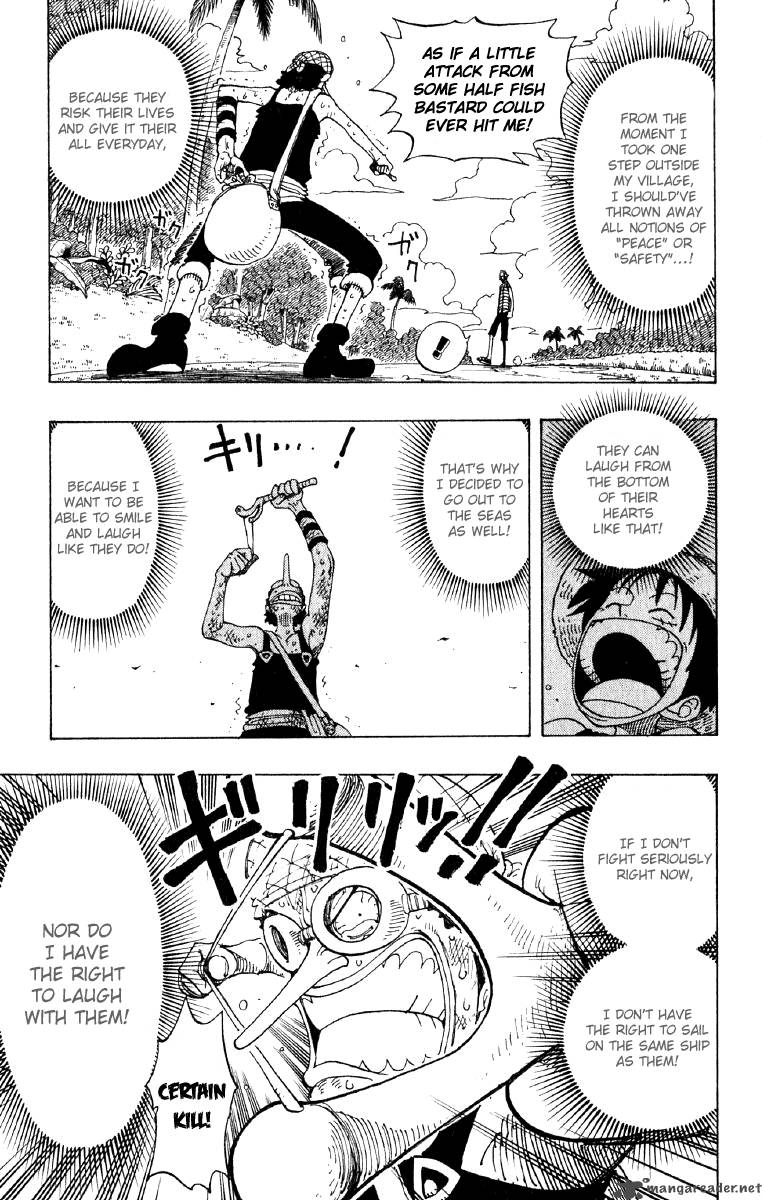 FROM THE
MOMENT I
TOOK ONE
STEP OUTSIDE
MY VILLAGE,
I SHOULD'VE
THROWN AWAY
ALL NOTIONS OF
"PEACE" OR
"SAFETY"...!
AS IF A LITTLE
ATTACK FROM
SOME HALF FISH
BASTARD COULD
EVER HIT ME!
BECAUSE THEY
RISK THEIR LIVES
AND GIVE IT THEIR
ALL EVERYDAY,
ガク
ガク
ガク
!
THEY CAN
LAUGH FROM
THE BOTTOM
OF THEIR
HEARTS
LIKE THAT!
THAT'S WHY
I DECIDED TO
GO OUT TO
THE SEAS
AS WELL!
キリ……!
BECAUSE I
WANT TO BE
ABLE TO SMILE
AND LAUGH
LIKE THEY DO!
IF I DON'T
FIGHT SERIOUSLY
RIGHT NOW,
I DON'T HAVE
THE RIGHT TO SAIL
ON THE SAME SHIP
AS THEM!
ギリリッ!!
NOR DO
I HAVE
THE RIGHT
TO LAUGH
WITH THEM!
CERTAIN
KILL!
mangareader.net